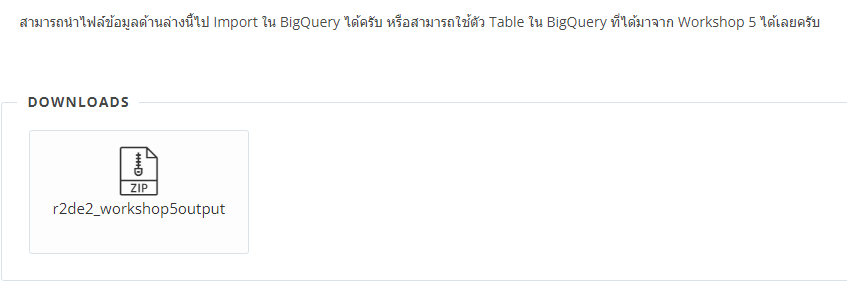 สามารถนำไฟล์ข้อมูลด้านล่างนี้ไป Import ใน BigQuery ได้ครับ หรือสามารถใช้ตัว Table ใน BigQuery ที่ได้มาจาก Workshop 5 ได้เลยครับ
DOWNLOADS
ZIP
r2de2_workshop5output